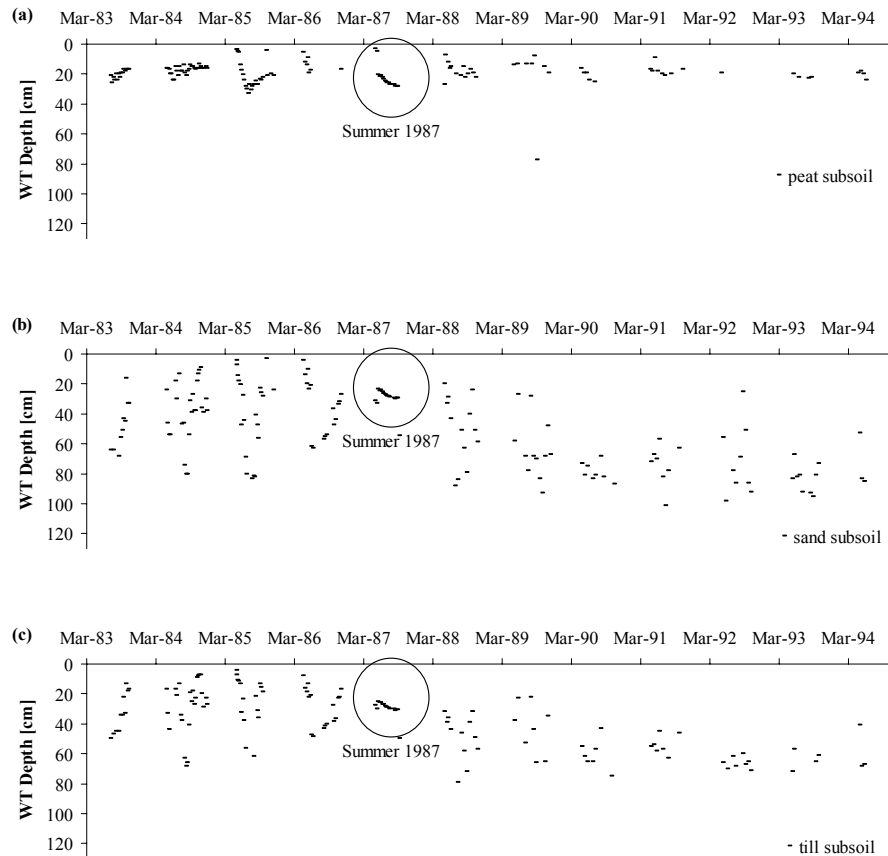 (a)
Mar-83 Mar-84 Mar-85 Mar-86 Mar-87 Mar-88 Mar-89 Mar-90 Mar-91 Mar-92 Mar-93 Mar-94
0
20
40
60
80
100
120
WT Depth [cm]
Summer 1987
peat subsoil
(b)
Mar-83 Mar-84 Mar-85 Mar-86 Mar-87 Mar-88 Mar-89 Mar-90 Mar-91 Mar-92 Mar-93 Mar-94
0
20
40
60
80
100
120
WT Depth [cm]
Summer 1987
sand subsoil
(c)
Mar-83 Mar-84 Mar-85 Mar-86 Mar-87 Mar-88 Mar-89 Mar-90 Mar-91 Mar-92 Mar-93 Mar-94
0
20
40
60
80
100
120
WT Depth [cm]
Summer 1987
till subsoil